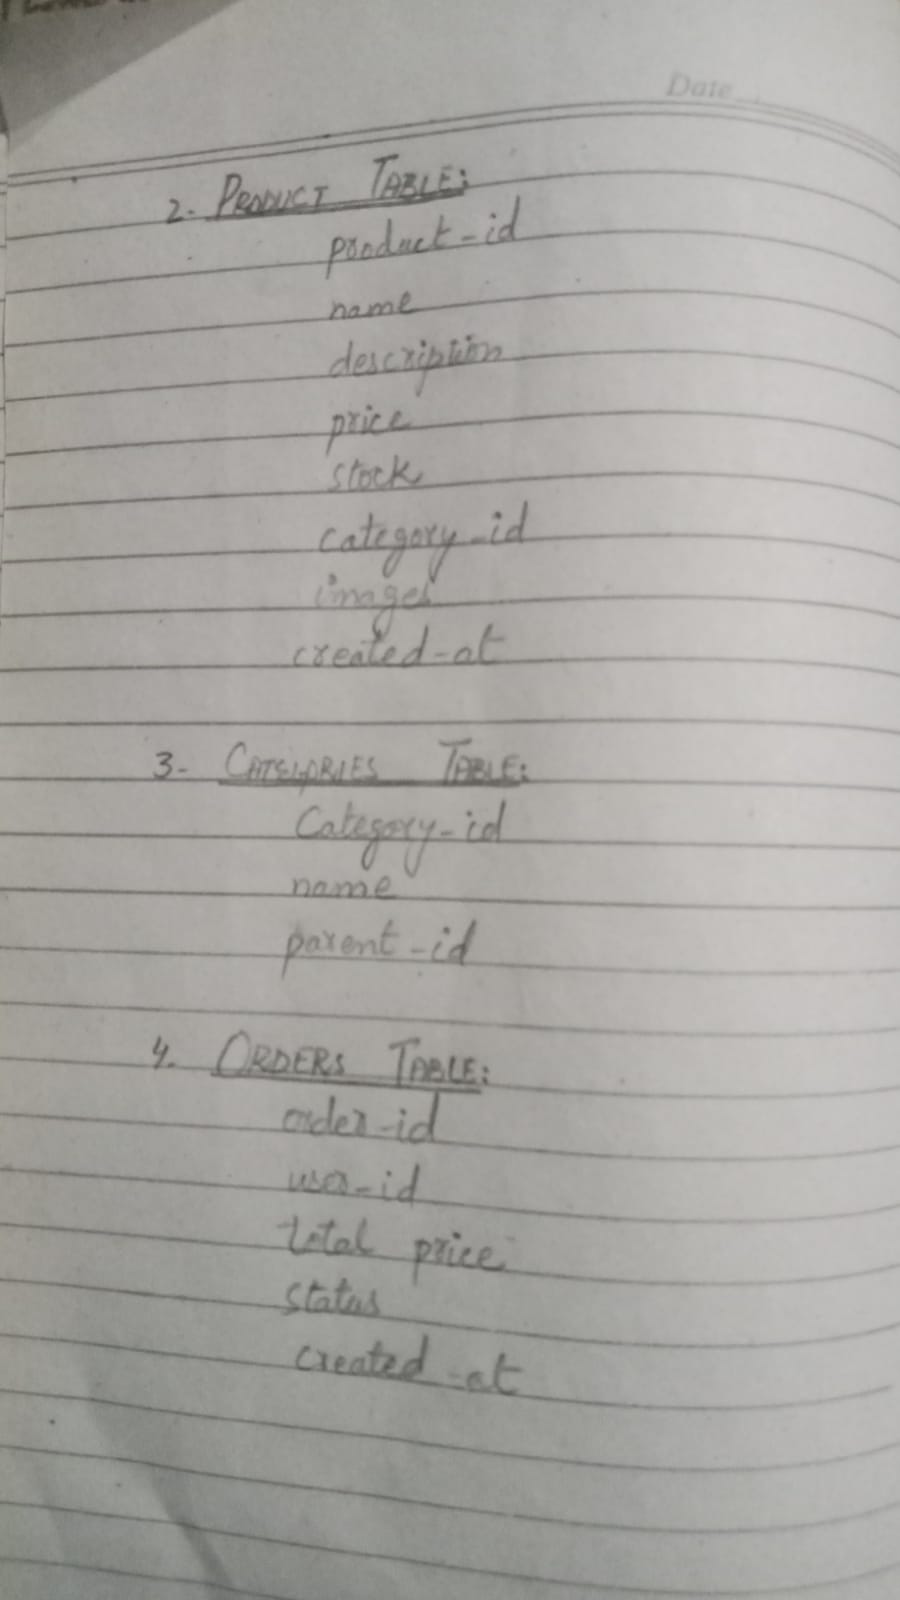 Date
2. PRODUCT TABLE:
product-id
name
description
price
stock
category-id
images
created-at
3- CATEGORIES TABLE:
Category-id
name
parent-id
4. ORDERS TABLE:
order-id
user-id
total price
status
created-at